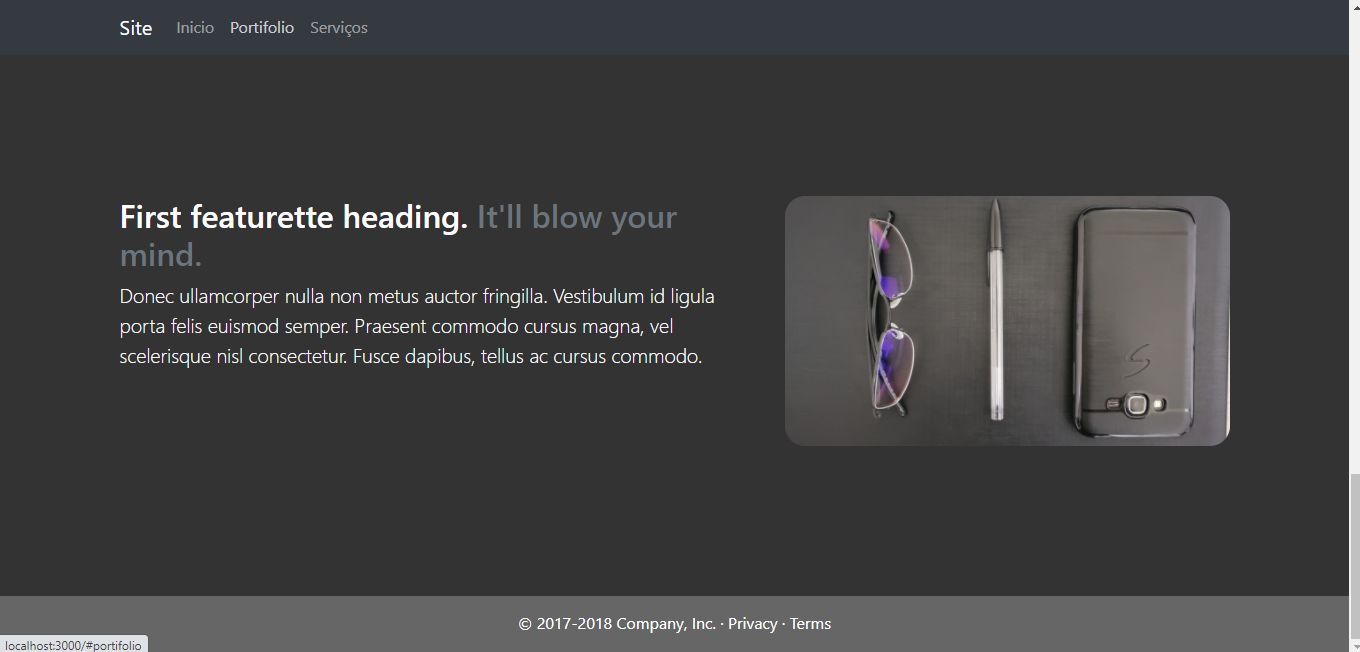 Site Inicio Portifolio Serviços
First featurette heading. It'll blow your
mind.
Donec ullamcorper nulla non metus auctor fringilla. Vestibulum id ligula
porta felis euismod semper. Praesent commodo cursus magna, vel
scelerisque nisl consectetur. Fusce dapibus, tellus ac cursus commodo.
S
© 2017-2018 Company, Inc. · Privacy · Terms
localhost:3000/#portifolio